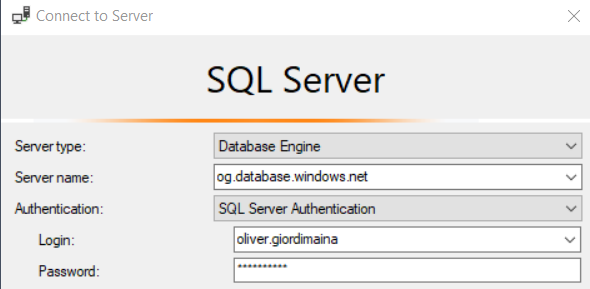 Connect to Server
SQL Server
Server type: Database Engine
Server name: og.database.windows.net
Authentication: SQL Server Authentication
Login: oliver.giordimaina
Password: **********